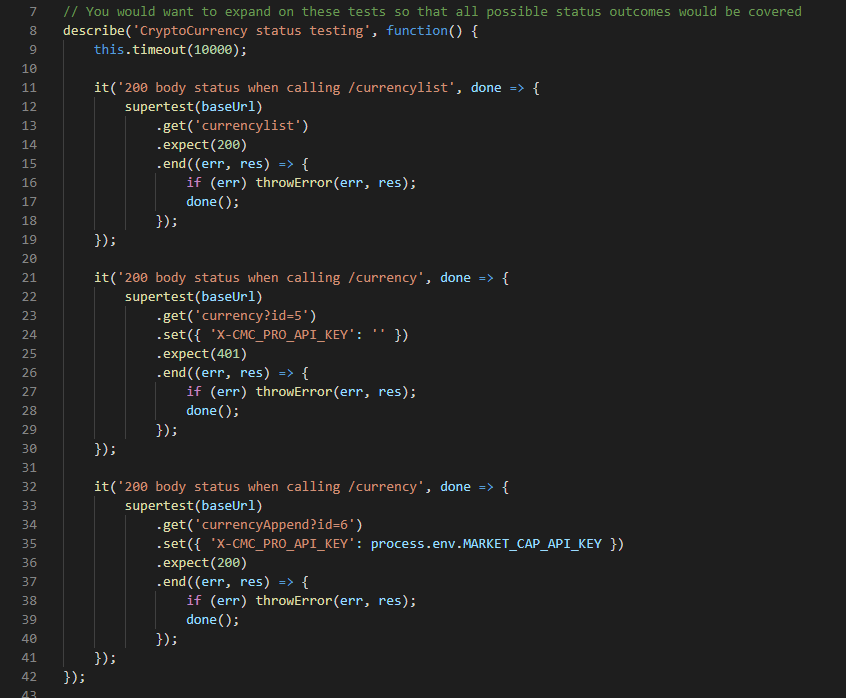 7 // You would want to expand on these tests so that all possible status outcomes would be covered
8 describe('CryptoCurrency status testing', function() {
9     this.timeout(10000);
10
11     it('200 body status when calling /currencylist', done => {
12         supertest(baseUrl)
13             .get('currencylist')
14             .expect(200)
15             .end((err, res) => {
16                 if (err) throwError(err, res);
17                 done();
18             });
19     });
20
21     it('200 body status when calling /currency', done => {
22         supertest(baseUrl)
23             .get('currency?id=5')
24             .set({ 'X-CMC_PRO_API_KEY': '' })
25             .expect(401)
26             .end((err, res) => {
27                 if (err) throwError(err, res);
28                 done();
29             });
30     });
31
32     it('200 body status when calling /currency', done => {
33         supertest(baseUrl)
34             .get('currencyAppend?id=6')
35             .set({ 'X-CMC_PRO_API_KEY': process.env.MARKET_CAP_API_KEY })
36             .expect(200)
37             .end((err, res) => {
38                 if (err) throwError(err, res);
39                 done();
40             });
41     });
42 });
43